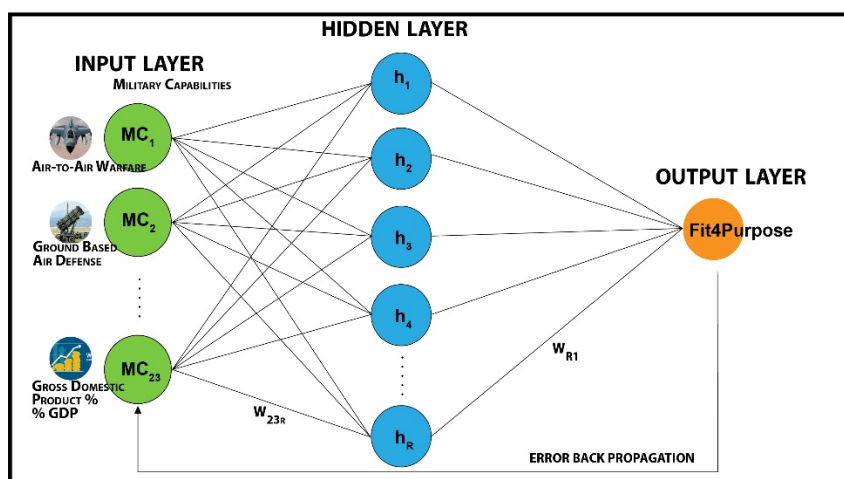 HIDDEN LAYER
INPUT LAYER
MILITARY CAPABILITIES
MC1
AIR-TO-AIR WARFARE
MC2
GROUND BASED
AIR DEFENSE
MC23
GROSS DOMESTIC
PRODUCT %
% GDP
h1
h2
h3
h4
hR
W23R
WR1
OUTPUT LAYER
Fit4Purpose
ERROR BACK PROPAGATION